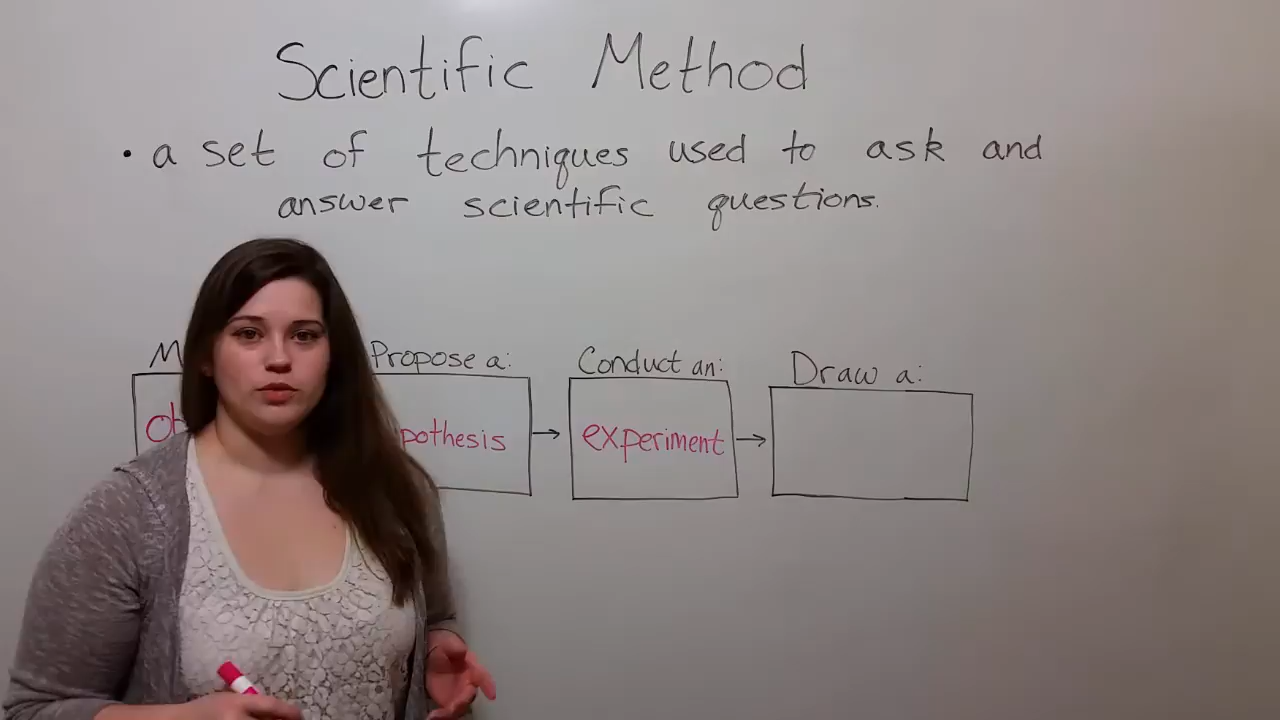 Scientific Method
• a set of techniques used to ask and
answer scientific questions.
Propose a:
Conduct an:
Draw a:
experiment